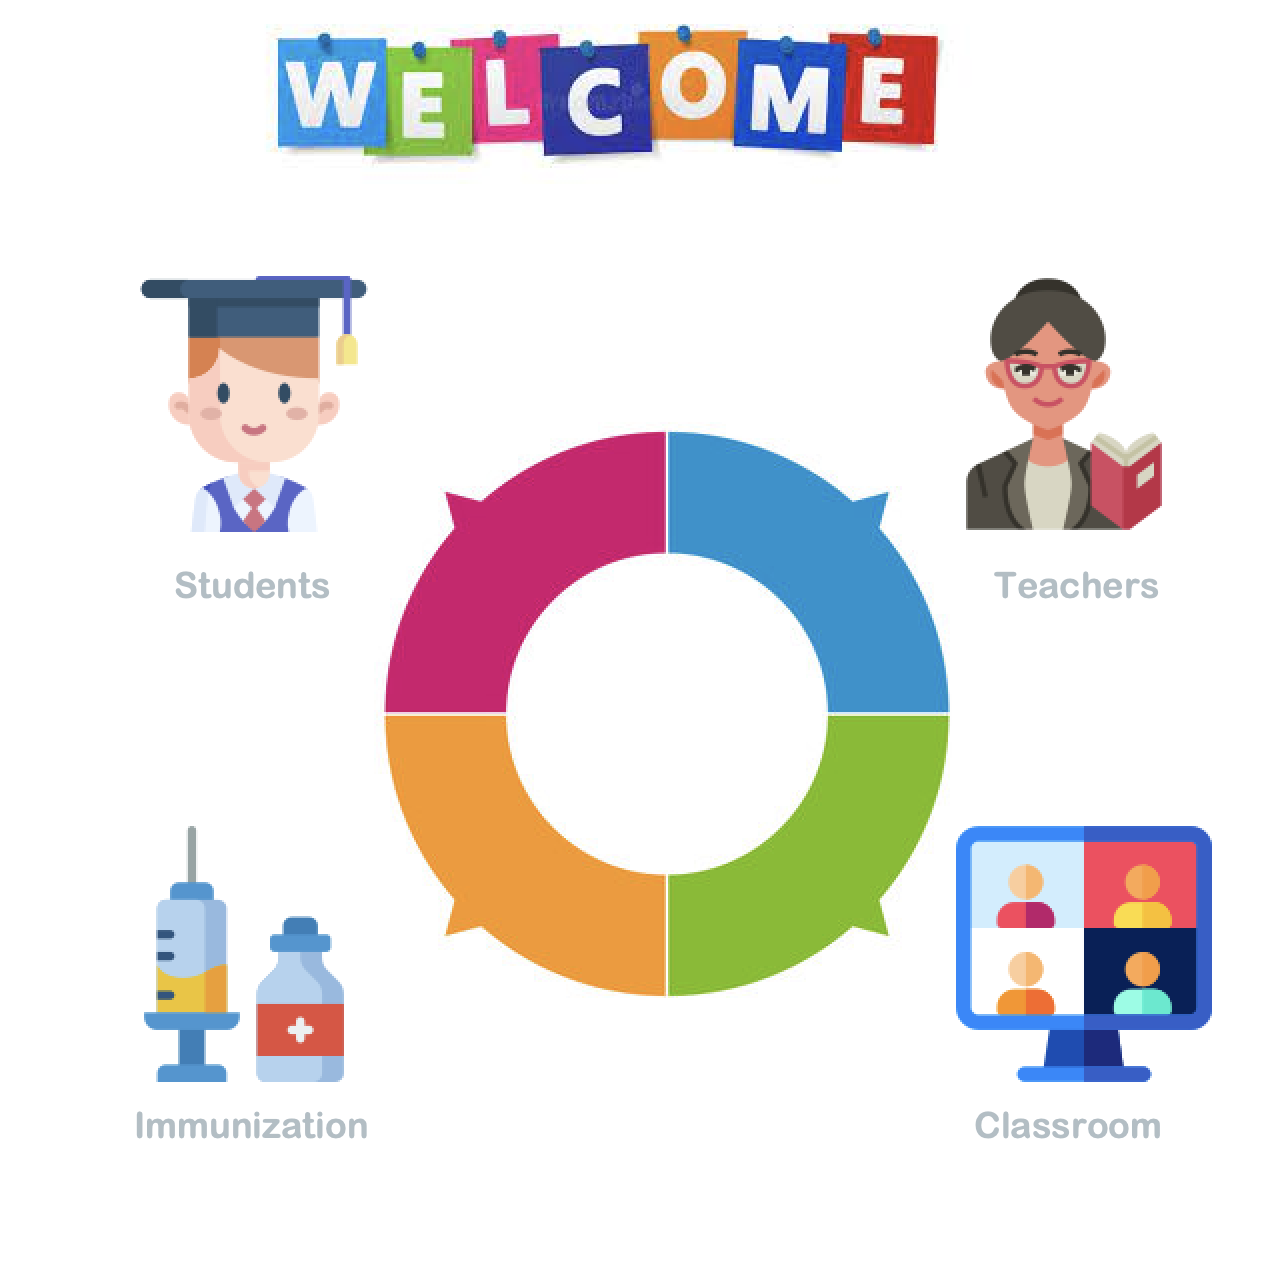 WELCOME
Students
Teachers
Immunization
Classroom